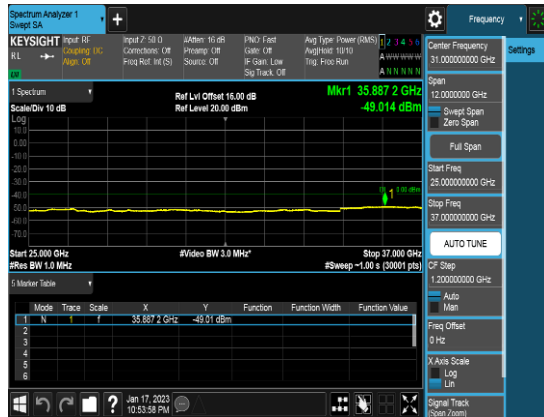 Spectrum Analyzer 1
Swept SA
+
Frequency
KEYSIGHT
RL
Input: RF
Coupling: DC
Align: Off
Input Z: 50 Ω
Corrections: Off
Freq Ref: Int (S)
#Atten: 16 dB
Preamp: Off
Source: Off
PNO: Fast
Gate: Off
IF Gain: Low
Sig Track: Off
Avg Type: Power (RMS)
Avg|Hold: 10/10
Trig: Free Run
1 2 3 4 5 6
A W W W W W
A N N N N N
1 Spectrum
Scale/Div 10 dB
Ref Lvl Offset 16.00 dB
Ref Level 20.00 dBm
Mkr1 35.887 2 GHz
-49.014 dBm
Log
10.0
0.00
-10.0
-20.0
-30.0
-40.0
-50.0
-60.0
-70.0
1
Start 25.000 GHz
#Res BW 1.0 MHz
#Video BW 3.0 MHz*
Stop 37.000 GHz
#Sweep ~1.00 s (30001 pts)
5 Marker Table
Mode Trace Scale X Y Function Function Width Function Value
1 N 1 f 35.887 2 GHz -49.01 dBm
2
3
4
5
6
Jan 17, 2023
10:53:58 PM
Center Frequency
31.000000000 GHz
Settings
Span
12.0000000 GHz
Swept Span
Zero Span
Full Span
Start Freq
25.000000000 GHz
Stop Freq
37.000000000 GHz
AUTO TUNE
CF Step
1.200000000 GHz
Auto
Man
Freq Offset
0 Hz
X Axis Scale
Log
Lin
Signal Track
(Span Zoom)